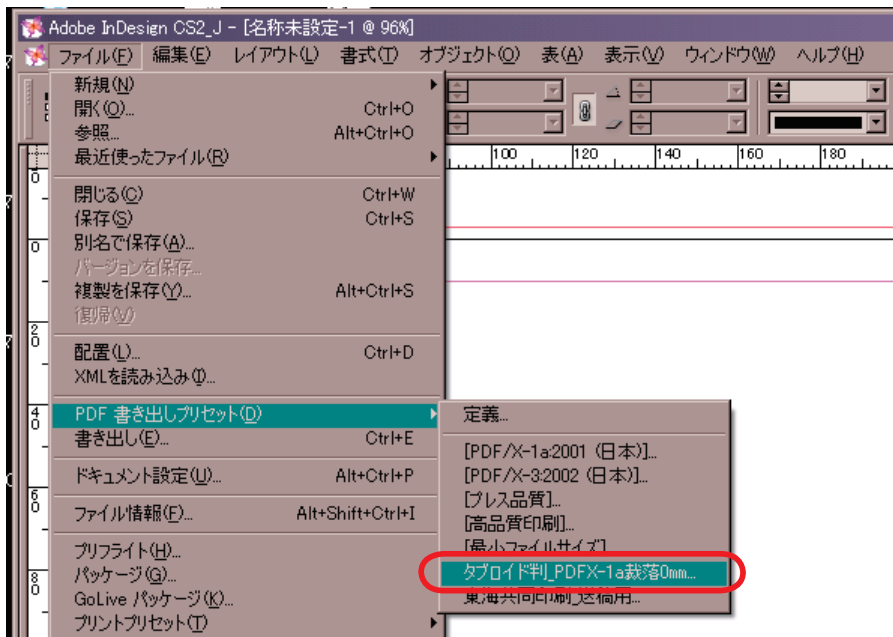 Adobe InDesign CS2_J - [名称未設定-1 @ 96%]
ファイル(F) 編集(E) レイアウト(L) 書式(T) オブジェクト(O) 表(A) 表示(V) ウィンドウ(W) ヘルプ(H)
新規(N)
開く(O)... Ctrl+O
参照... Alt+Ctrl+O
最近使ったファイル(R)
100 120 140 160 180
0
閉じる(C) Ctrl+W
保存(S) Ctrl+S
別名で保存(A)...
0
バージョンを保存...
複製を保存(Y)... Alt+Ctrl+S
復帰(V)
20
配置(L)... Ctrl+D
XMLを読み込み(I)...
40
PDF 書き出しプリセット(D)
書き出し(E)... Ctrl+E
ドキュメント設定(U)... Alt+Ctrl+P
60
ファイル情報(F)... Alt+Shift+Ctrl+I
プリフライト(H)...
パッケージ(G)...
80
GoLive パッケージ(K)...
プリントプリセット(T)
定義...
[PDF/X-1a:2001 (日本)]...
[PDF/X-3:2002 (日本)]...
[プレス品質]...
[高品質印刷]...
[最小ファイルサイズ]...
タブロイド判_PDFX-1a裁落0mm...
東海共同印刷_送稿用...